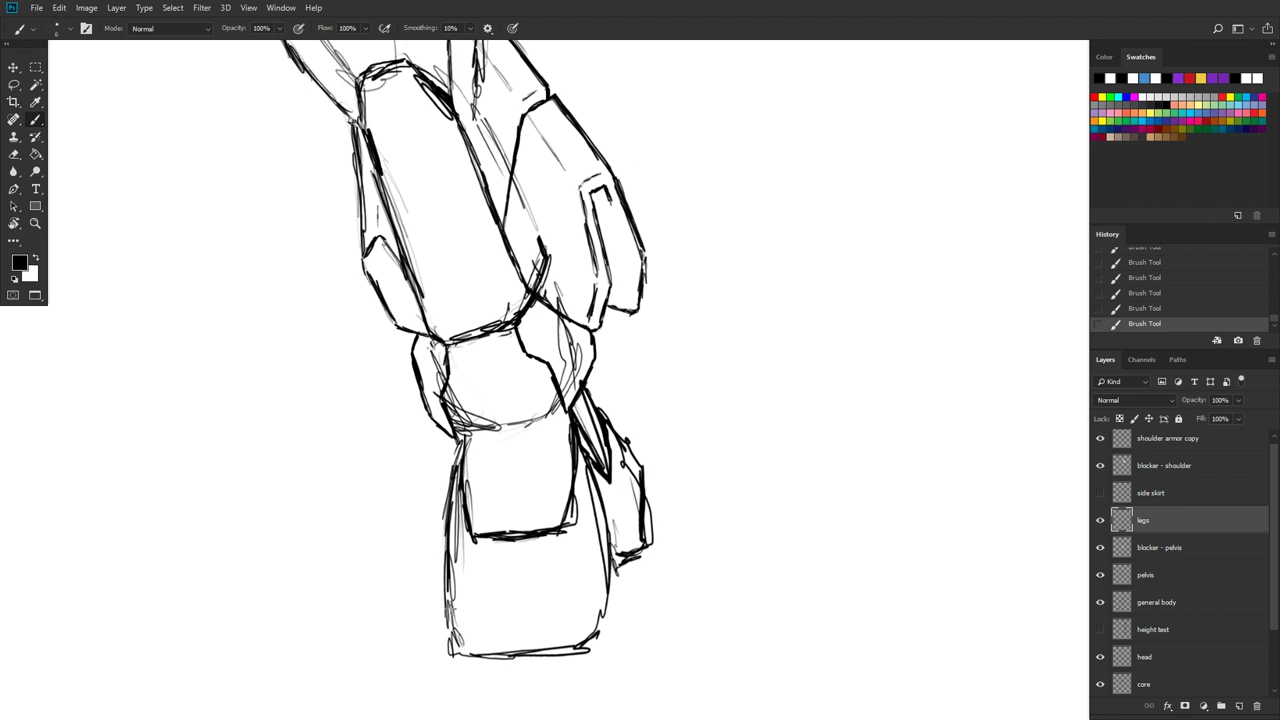 Ps File Edit Image Layer Type Select Filter 3D View Window Help
6 Mode: Normal Opacity: 100% Flow: 100% Smoothing: 10%
Color Swatches
History
Brush Tool
Brush Tool
Brush Tool
Brush Tool
Brush Tool
Brush Tool
Layers Channels Paths
Kind
Normal Opacity: 100%
Lock: Fill: 100%
shoulder armor copy
blocker - shoulder
side skirt
legs
blocker - pelvis
pelvis
general body
height test
head
core